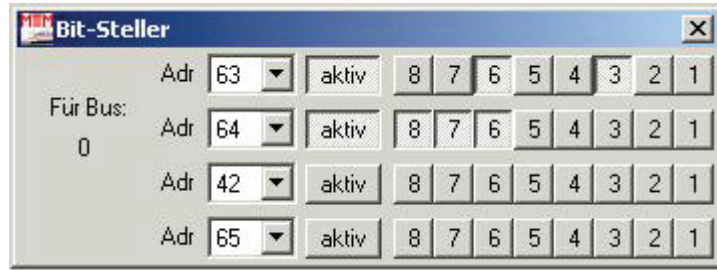 MTM Bit-Steller
Adr 63 aktiv 8 7 6 5 4 3 2 1
Für Bus:
0
Adr 64 aktiv 8 7 6 5 4 3 2 1
Adr 42 aktiv 8 7 6 5 4 3 2 1
Adr 65 aktiv 8 7 6 5 4 3 2 1